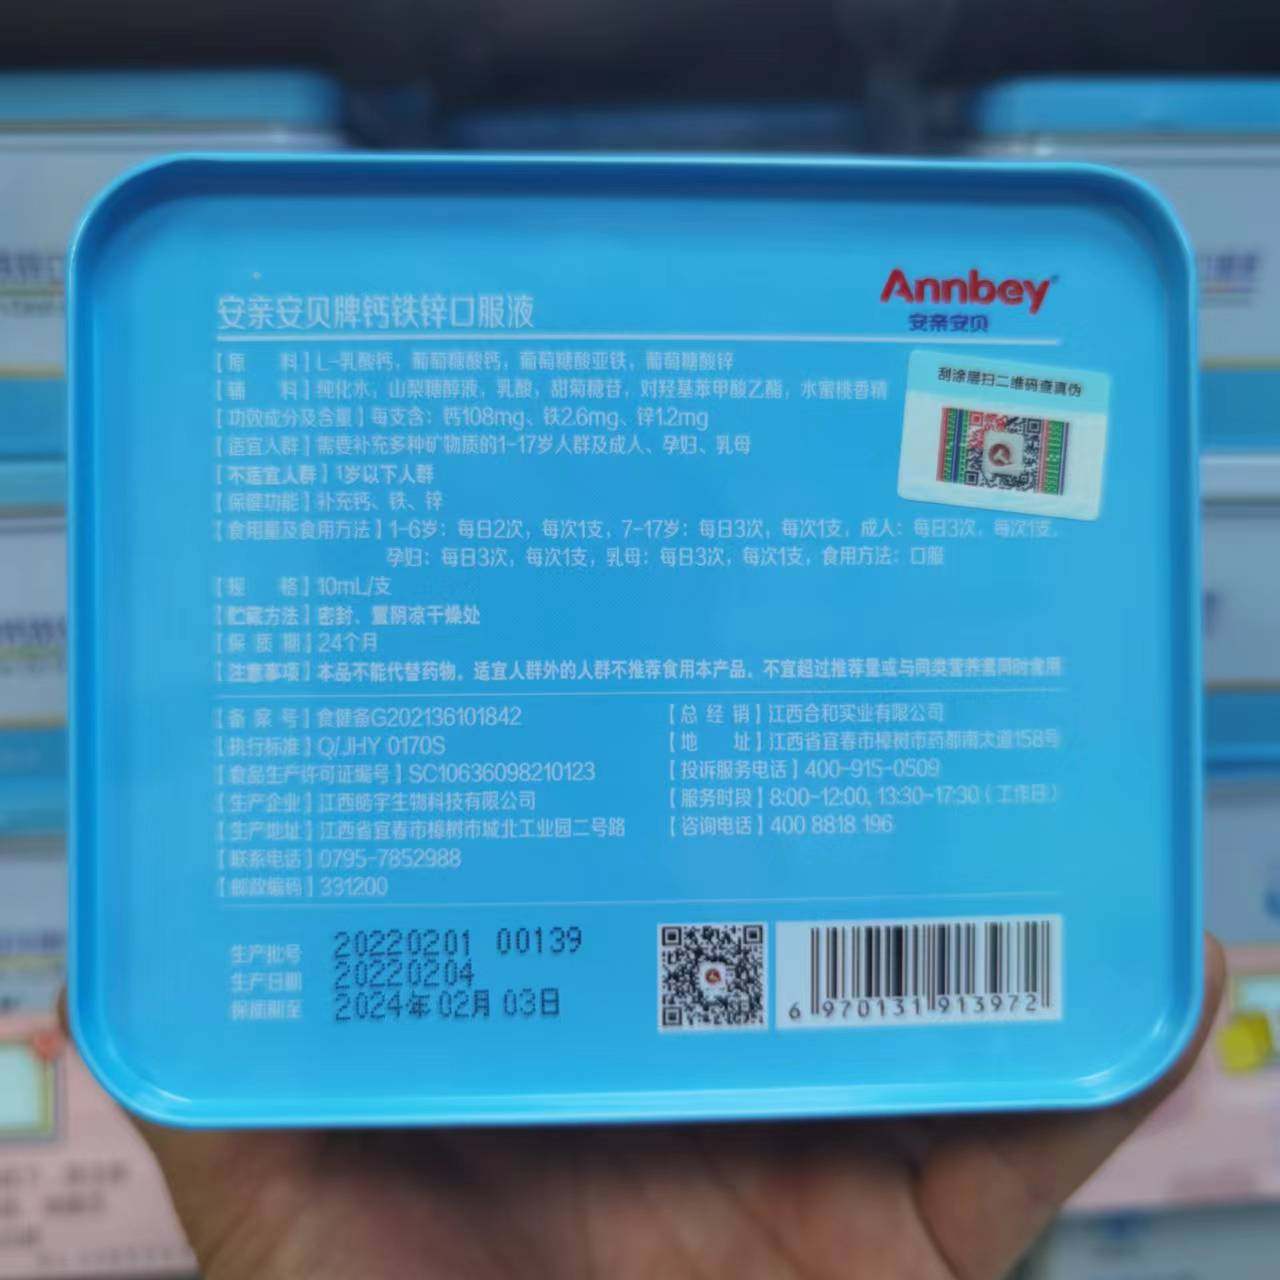 Annbey
安亲安贝
安亲安贝牌钙铁锌口服液
刮涂层扫二维码查真伪
【原 料】L-乳酸钙，葡萄糖酸钙，葡萄糖酸亚铁，葡萄糖酸锌
【辅 料】纯化水，山梨糖醇液，乳酸，甜菊糖苷，对羟基苯甲酸乙酯，水蜜桃香精
【功效成分及含量】每支含：钙108mg、铁2.6mg、锌1.2mg
【适宜人群】需要补充多种矿物质的1-17岁人群及成人、孕妇、乳母
【不适宜人群】1岁以下人群
【保健功能】补充钙、铁、锌
【食用量及食用方法】1-6岁：每日2次，每次1支，7-17岁：每日3次，每次1支，成人：每日3次，每次1支，
孕妇：每日3次，每次1支，乳母：每日3次，每次1支，食用方法：口服
【规 格】10mL/支
【贮藏方法】密封、置阴凉干燥处
【保 质 期】24个月
【注意事项】本品不能代替药物。适宜人群外的人群不推荐食用本产品。不宜超过推荐量或与同类营养素同时食用
【备 案 号】食健备G202136101842
【执行标准】Q/JHY 0170S
【食品生产许可证编号】SC10636098210123
【生产企业】江西皓宇生物科技有限公司
【生产地址】江西省宜春市樟树市城北工业园二号路
【联系电话】0795-7852988
【邮政编码】331200
【总 经 销】江西合和实业有限公司
【地 址】江西省宜春市樟树市药都南大道158号
【投诉服务电话】400-915-0509
【服务时段】8:00-12:00, 13:30-17:30（工作日）
【咨询电话】400 8818 196
生产批号 20220201 00139
生产日期 20220204
保质期至 2024年 02月 03日
6 970131 913972